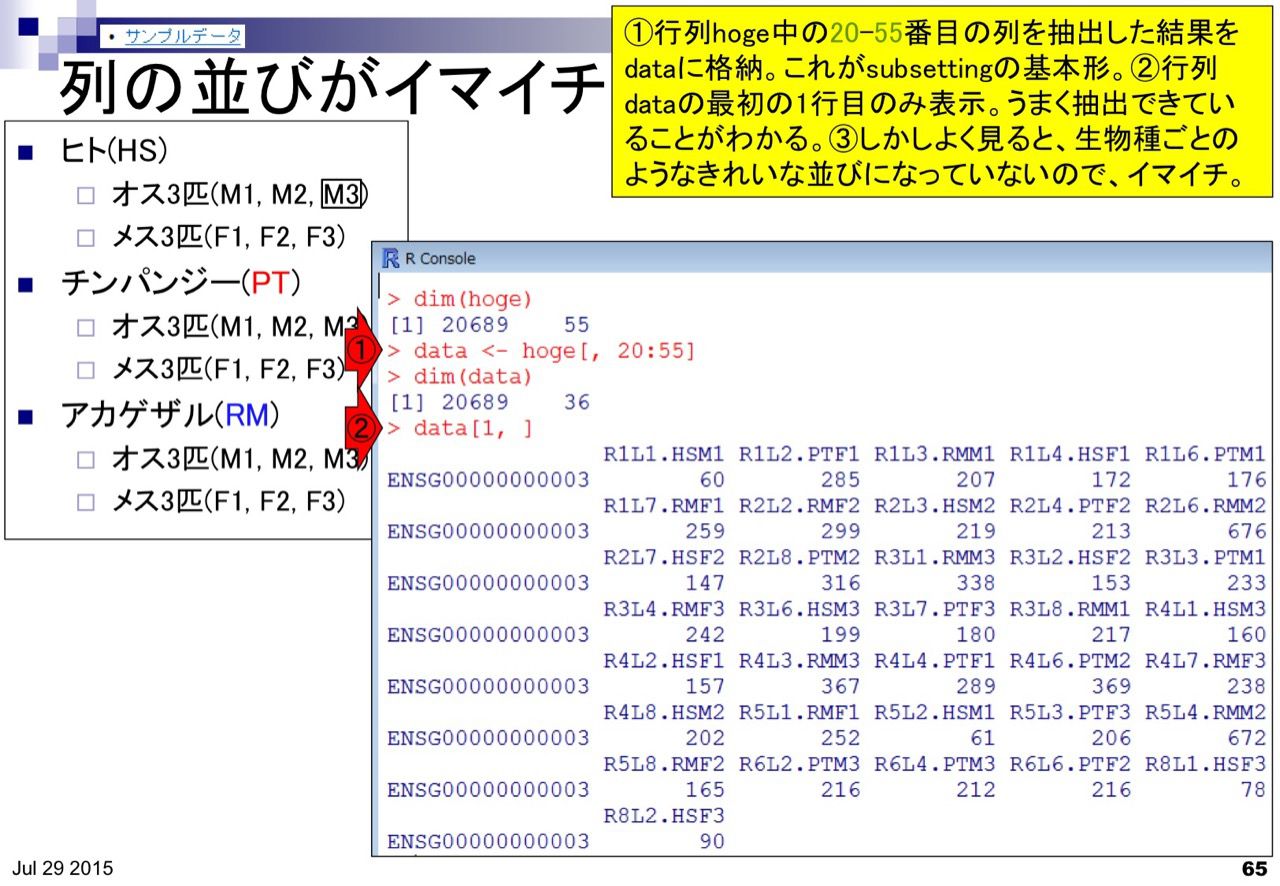 • サンプルデータ
列の並びがイマイチ
①行列hoge中の20-55番目の列を抽出した結果を
dataに格納。これがsubsettingの基本形。②行列
dataの最初の1行目のみ表示。うまく抽出できてい
ることがわかる。③しかしよく見ると、生物種ごとの
ようなきれいな並びになっていないので、イマイチ。
ヒト(HS)
オス3匹(M1, M2, M3)
メス3匹(F1, F2, F3)
チンパンジー(PT)
オス3匹(M1, M2, M3)
メス3匹(F1, F2, F3)
アカゲザル(RM)
オス3匹(M1, M2, M3)
メス3匹(F1, F2, F3)
R Console
> dim(hoge)
[1] 20689    55
① > data <- hoge[, 20:55]
> dim(data)
[1] 20689    36
② > data[1, ]
R1L1.HSM1 R1L2.PTF1 R1L3.RMM1 R1L4.HSF1 R1L6.PTM1
ENSG00000000003 60 285 207 172 176
R1L7.RMF1 R2L2.RMF2 R2L3.HSM2 R2L4.PTF2 R2L6.RMM2
ENSG00000000003 259 299 219 213 676
R2L7.HSF2 R2L8.PTM2 R3L1.RMM3 R3L2.HSF2 R3L3.PTM1
ENSG00000000003 147 316 338 153 233
R3L4.RMF3 R3L6.HSM3 R3L7.PTF3 R3L8.RMM1 R4L1.HSM3
ENSG00000000003 242 199 180 217 160
R4L2.HSF1 R4L3.RMM3 R4L4.PTF1 R4L6.PTM2 R4L7.RMF3
ENSG00000000003 157 367 289 369 238
R4L8.HSM2 R5L1.RMF1 R5L2.HSM1 R5L3.PTF3 R5L4.RMM2
ENSG00000000003 202 252 61 206 672
R5L8.RMF2 R6L2.PTM3 R6L4.PTM3 R6L6.PTF2 R8L1.HSF3
ENSG00000000003 165 216 212 216 78
R8L2.HSF3
ENSG00000000003 90
Jul 29 2015
65